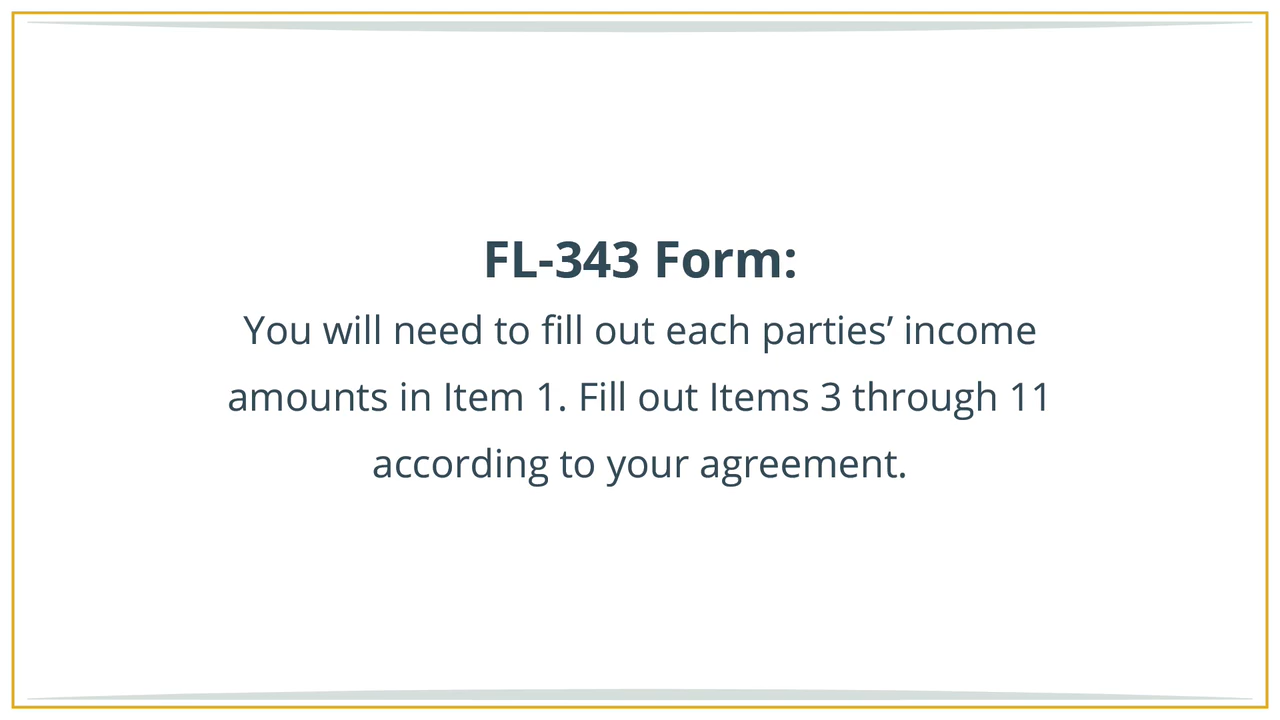 FL-343 Form:
You will need to fill out each parties’ income
amounts in Item 1. Fill out Items 3 through 11
according to your agreement.